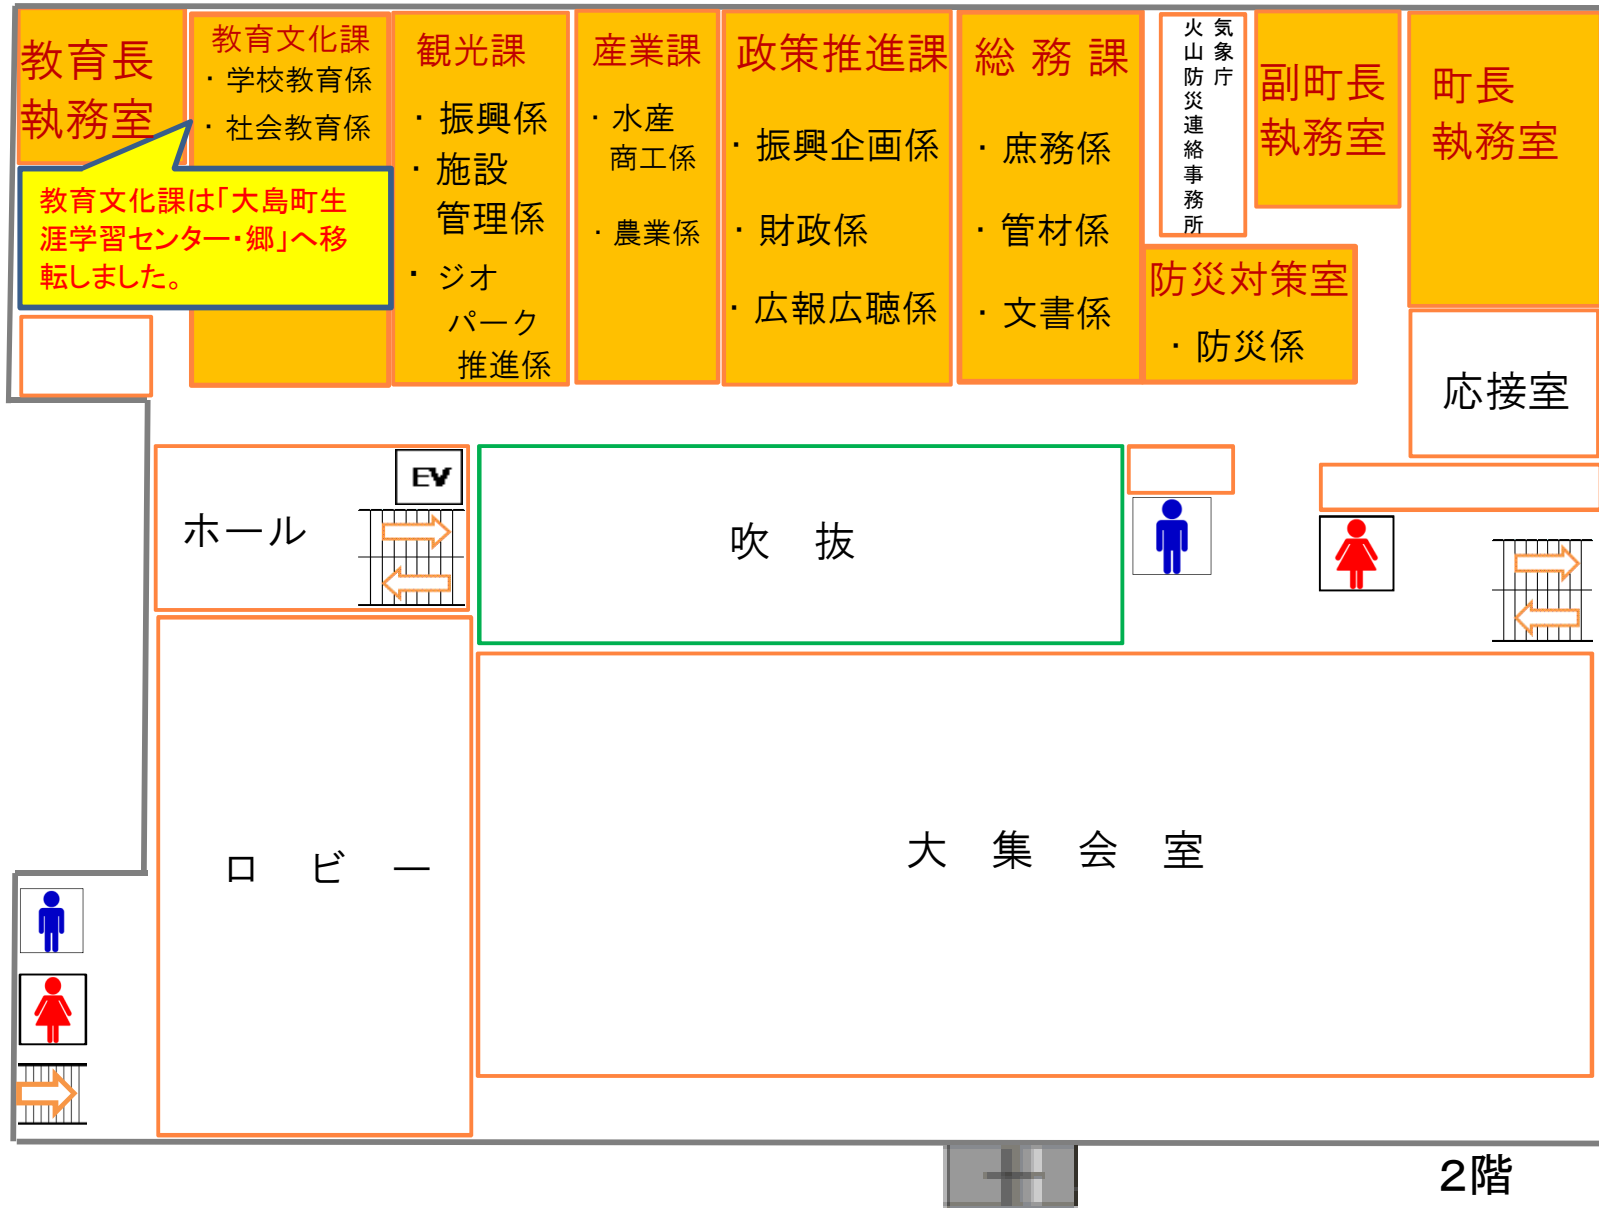 教育長
執務室
教育文化課
・学校教育係
・社会教育係
教育文化課は「大島町生
涯学習センター・郷」へ移
転しました。
観光課
・振興係
・施設
管理係
・ジオ
パーク
推進係
産業課
・水産
商工係
・農業係
政策推進課
・振興企画係
・財政係
・広報広聴係
総務課
・庶務係
・管材係
・文書係
気象庁
火山防災連絡事務所
防災対策室
・防災係
副町長
執務室
町長
執務室
応接室
ホール
EV
吹抜
ロビー
大集会室
2階